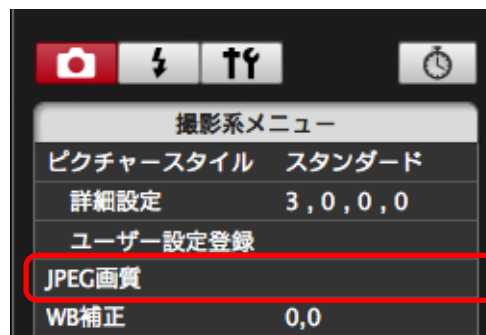 撮影系メニュー
ピクチャースタイル スタンダード
詳細設定 3,0,0,0
ユーザー設定登録
JPEG画質
WB補正 0,0